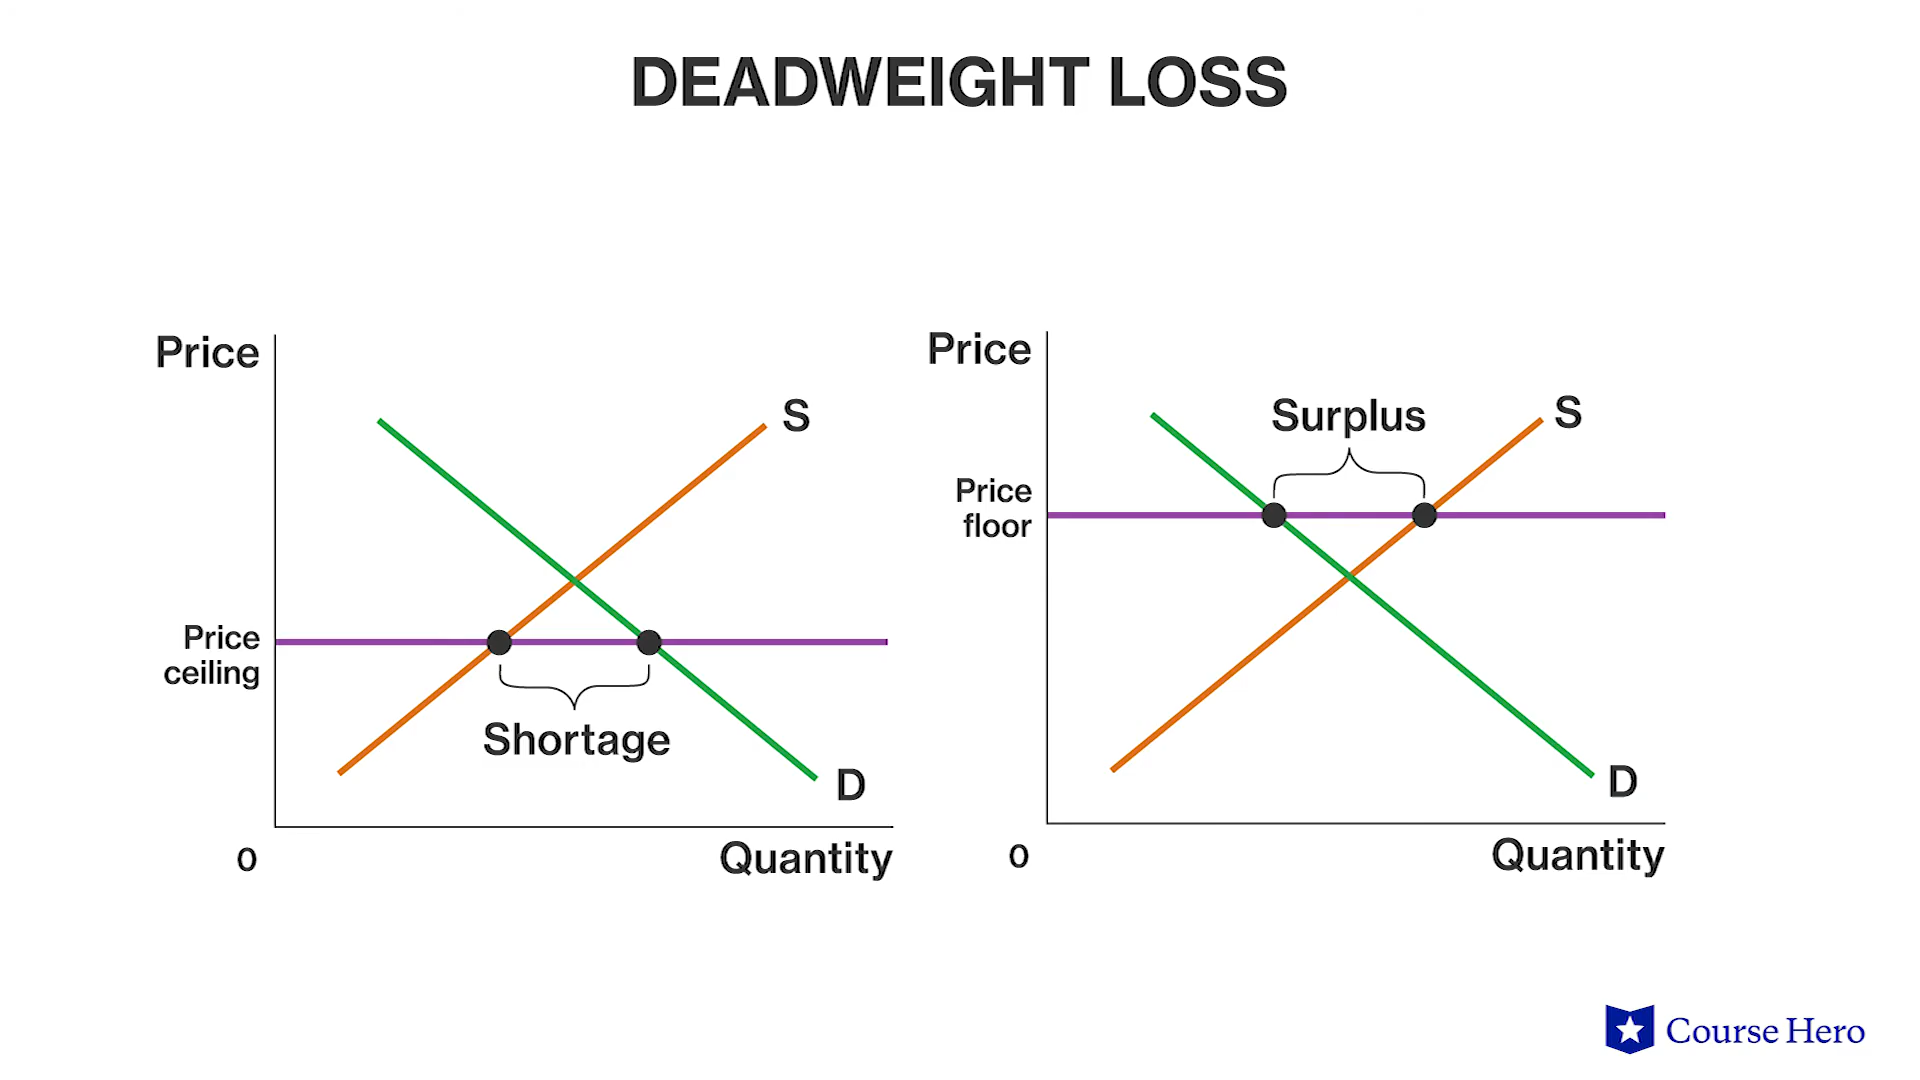 DEADWEIGHT LOSS
Price
S
Price
ceiling
Shortage
D
0
Quantity
Price
Surplus
S
Price
floor
D
0
Quantity
Course Hero